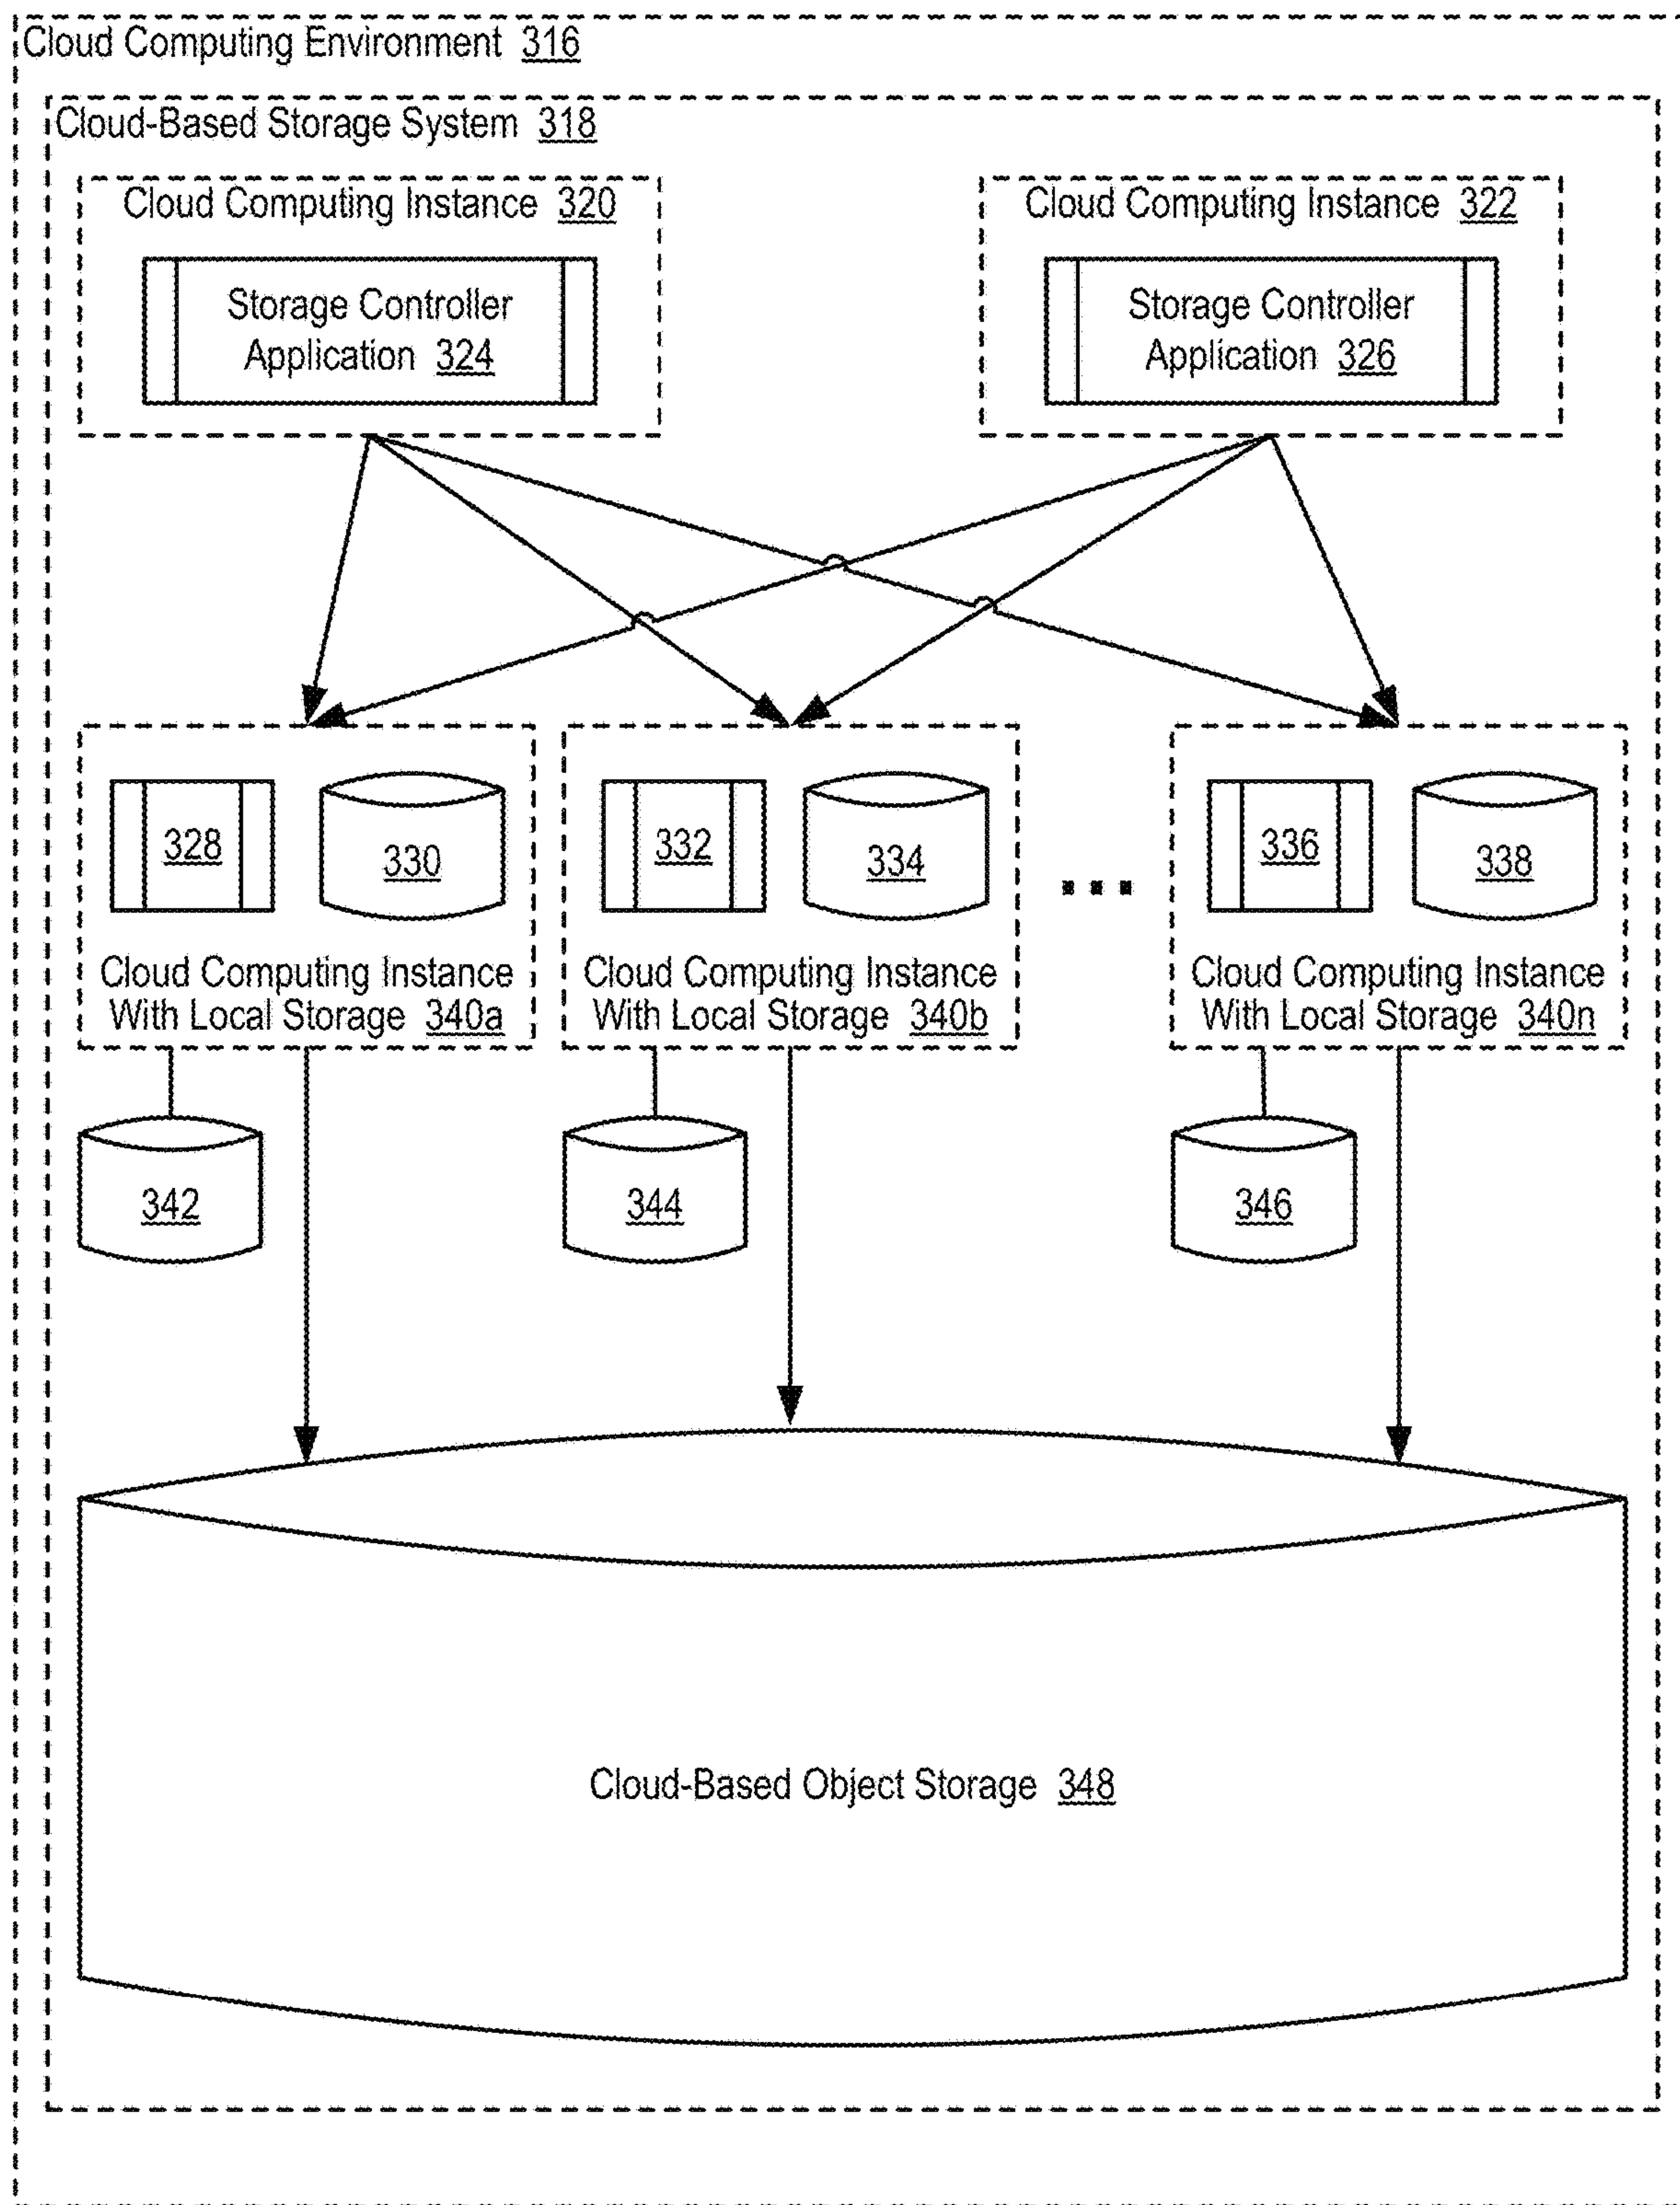 Cloud Computing Environment 316
Cloud-Based Storage System 318
Cloud Computing Instance 320
Storage Controller
Application 324
Cloud Computing Instance 322
Storage Controller
Application 326
328
330
Cloud Computing Instance
With Local Storage 340a
332
334
Cloud Computing Instance
With Local Storage 340b
...
336
338
Cloud Computing Instance
With Local Storage 340n
342
344
346
Cloud-Based Object Storage 348